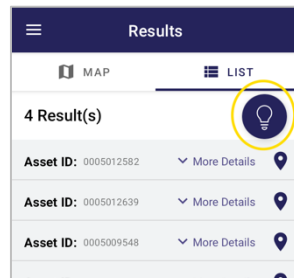 Results
MAP LIST
4 Result(s)
Asset ID: 0005012582 More Details
Asset ID: 0005012639 More Details
Asset ID: 0005009548 More Details